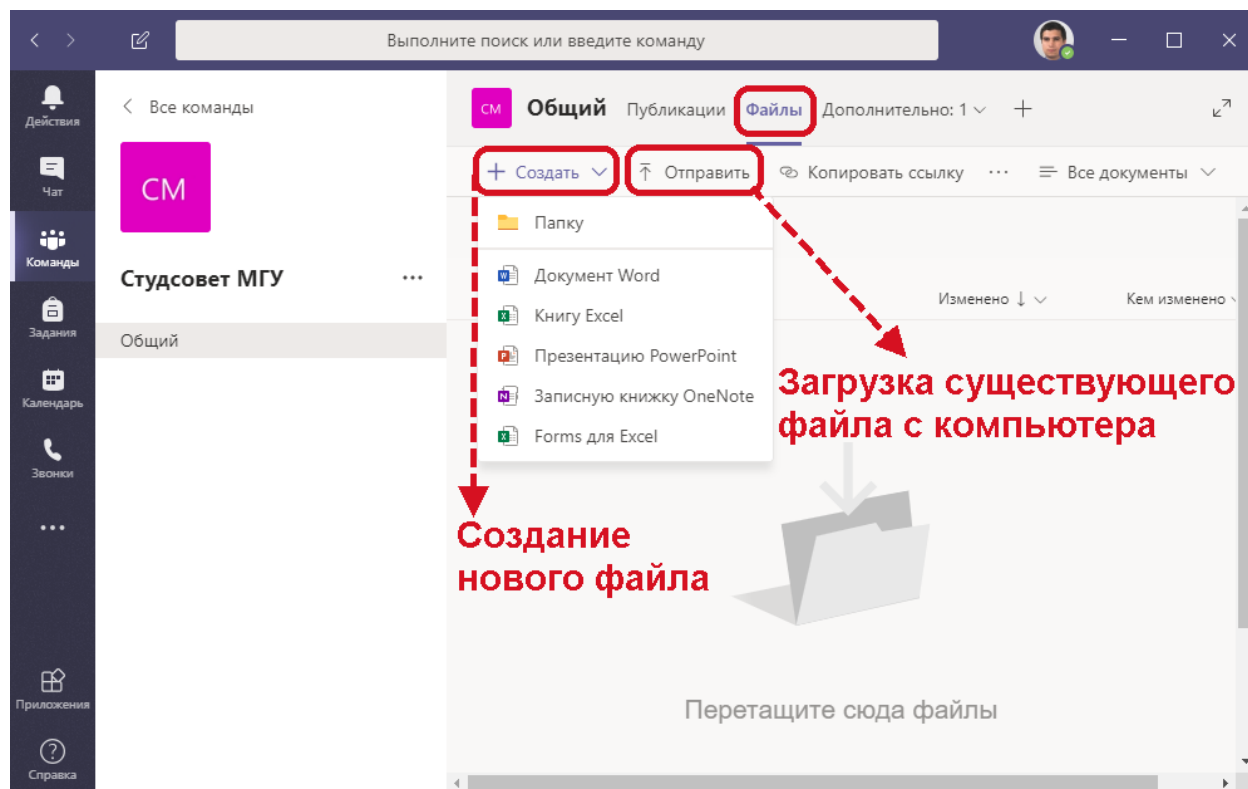 Выполните поиск или введите команду
Действия
Чат
Команды
Задания
Календарь
Звонки
Приложения
Справка
Все команды
СМ
Студсовет МГУ
Общий
СМ Общий Публикации Файлы Дополнительно: 1
Создать Отправить Копировать ссылку ... Все документы
Папку
Документ Word
Книгу Excel
Презентацию PowerPoint
Записную книжку OneNote
Forms для Excel
Изменено ↓ Кем изменено
Загрузка существующего
файла с компьютера
Создание
нового файла
Перетащите сюда файлы